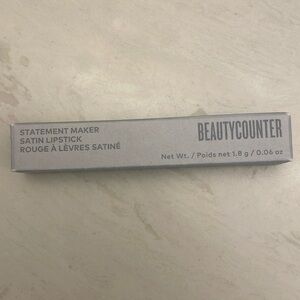 STATEMENT MAKER
SATIN LIPSTICK
ROUGE À LÈVRES SATINÉ
BEAUTYCOUNTER
Net Wt. / Poids net 1.8 g / 0.06 oz